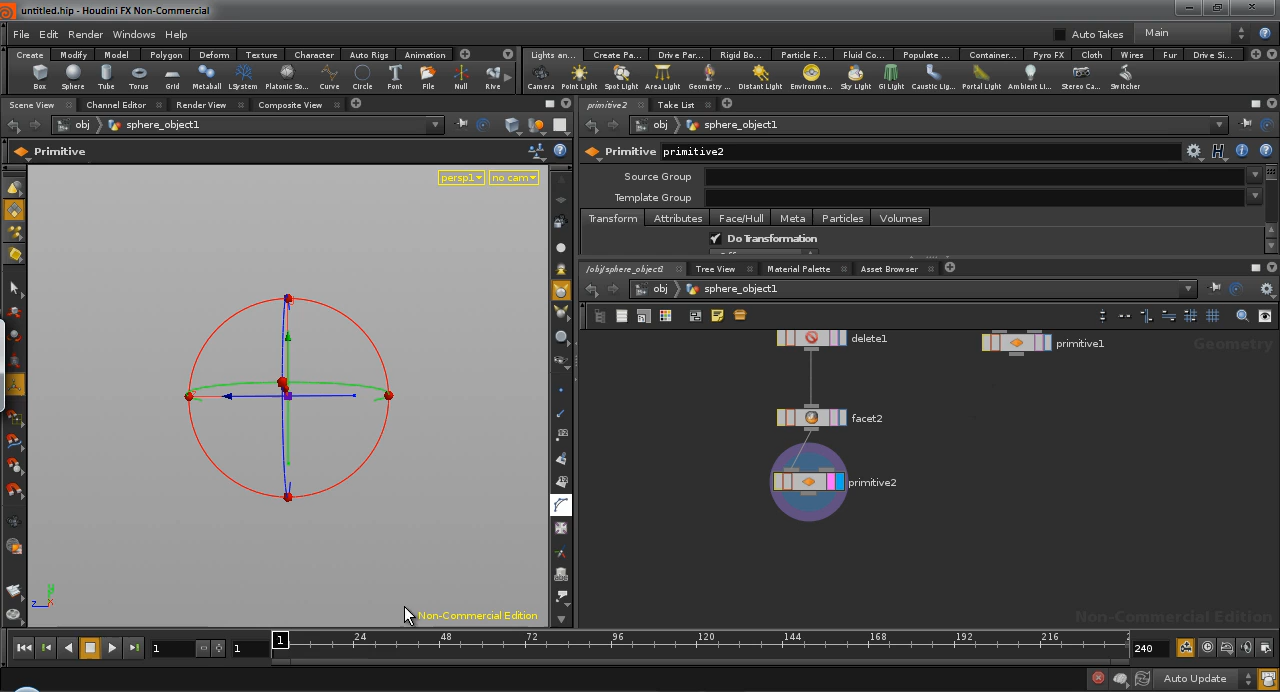 untitled.hip - Houdini FX Non-Commercial
File Edit Render Windows Help
Auto Takes Main
Create Modify Model Polygon Deform Texture Character Auto Rigs Animation
Lights an... Create Pa... Drive Par... Rigid Bo... Particle F... Fluid Co... Populate ... Container... Pyro FX Cloth Wires Fur Drive Si...
Box Sphere Tube Torus Grid Metaball LSystem Platonic So... Curve Circle Font File Null Rive
Camera Point Light Spot Light Area Light Geometry ... Distant Light Environme... Sky Light GI Light Caustic Lig... Portal Light Ambient Li... Stereo Ca... Switcher
Scene View Channel Editor Render View Composite View
primitive2 Take List
obj sphere_object1
obj sphere_object1
Primitive
Primitive primitive2
persp1 no cam
Source Group
Template Group
Transform Attributes Face/Hull Meta Particles Volumes
Do Transformation
/obj/sphere_object1 Tree View Material Palette Asset Browser
obj sphere_object1
delete1
primitive1
Geometry
facet2
primitive2
y
z x
Non-Commercial Edition
Non-Commercial Edition
1 1 1 24 48 72 96 120 144 168 192 216 2 240
Auto Update